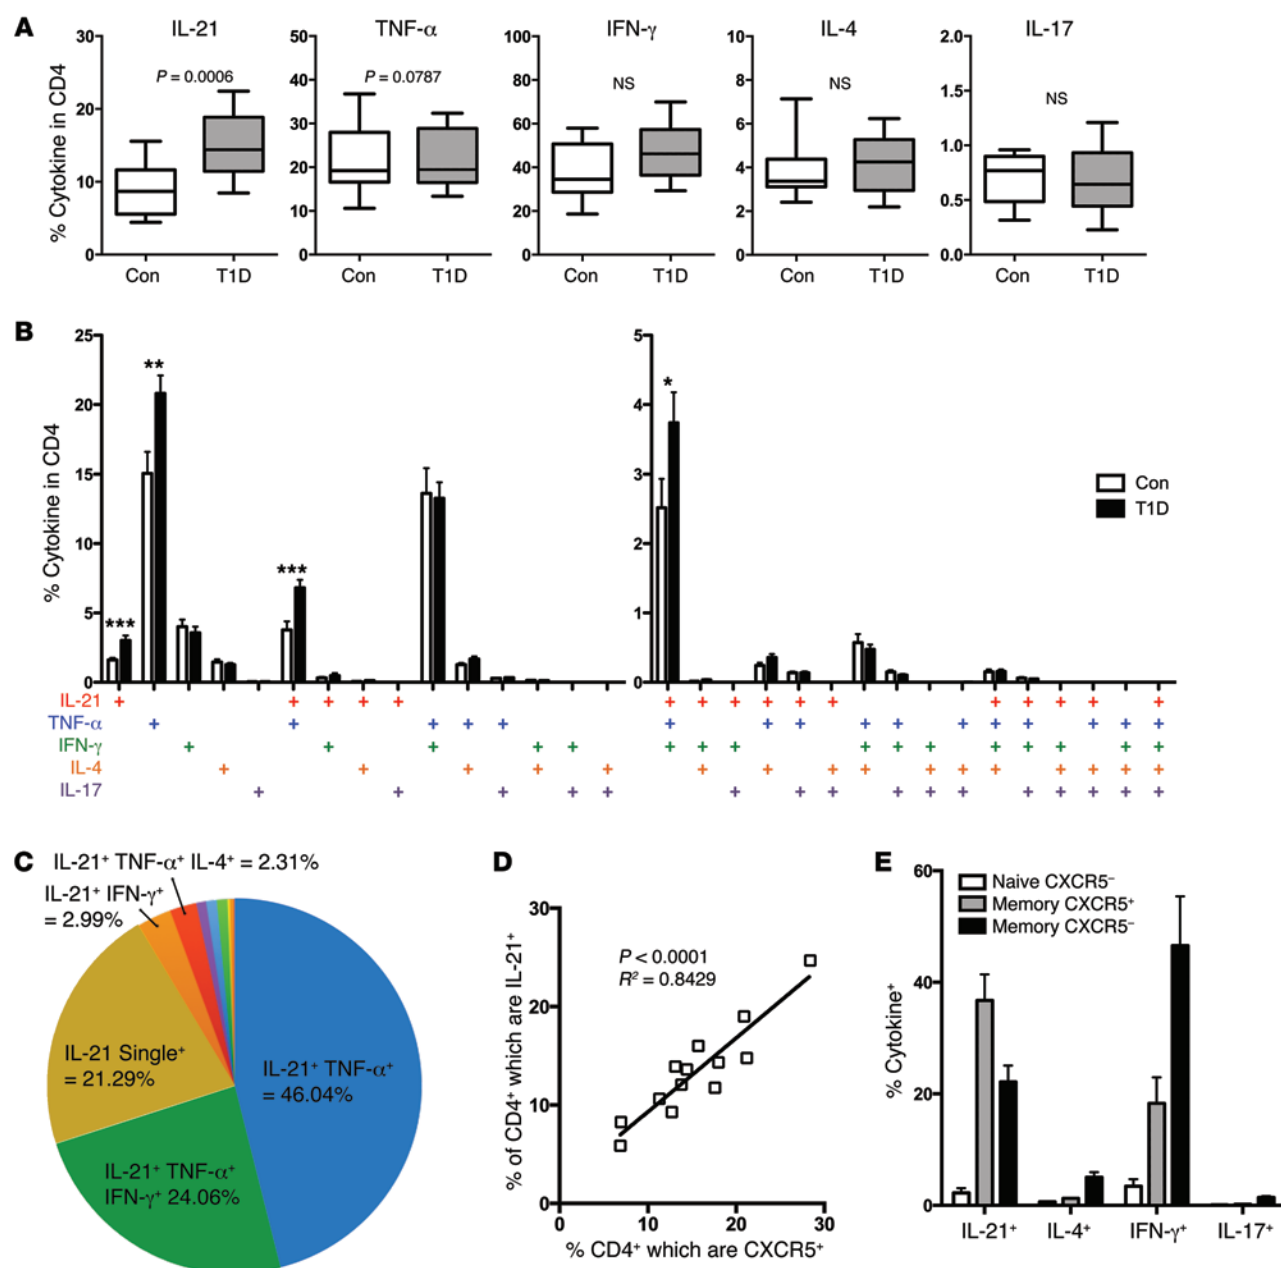 A
IL-21
TNF-α
IFN-γ
IL-4
IL-17
% Cytokine in CD4
30
20
10
0
P = 0.0006
Con
T1D
50
40
30
20
10
0
P = 0.0787
Con
T1D
100
80
60
40
20
0
NS
Con
T1D
10
8
6
4
2
0
NS
Con
T1D
2.0
1.5
1.0
0.5
0.0
NS
Con
T1D
B
% Cytokine in CD4
25
20
15
10
5
0
***
**
***
5
4
3
2
1
0
*
Con
T1D
IL-21 + + + + + + + + + + + + + + + +
TNF-α + + + + + + + + + + + + + + + +
IFN-γ + + + + + + + + + + + + + + + +
IL-4 + + + + + + + + + + + + + + + +
IL-17 + + + + + + + + + + + + + + + +
C
IL-21⁺ TNF-α⁺ IL-4⁺ = 2.31%
IL-21⁺ IFN-γ⁺
= 2.99%
IL-21 Single⁺
= 21.29%
IL-21⁺ TNF-α⁺
= 46.04%
IL-21⁺ TNF-α⁺
IFN-γ⁺ 24.06%
D
% of CD4⁺ which are IL-21⁺
30
20
10
0
P < 0.0001
R² = 0.8429
0 10 20 30
% CD4⁺ which are CXCR5⁺
E
% Cytokine⁺
60
40
20
0
Naive CXCR5⁻
Memory CXCR5⁺
Memory CXCR5⁻
IL-21⁺ IL-4⁺ IFN-γ⁺ IL-17⁺